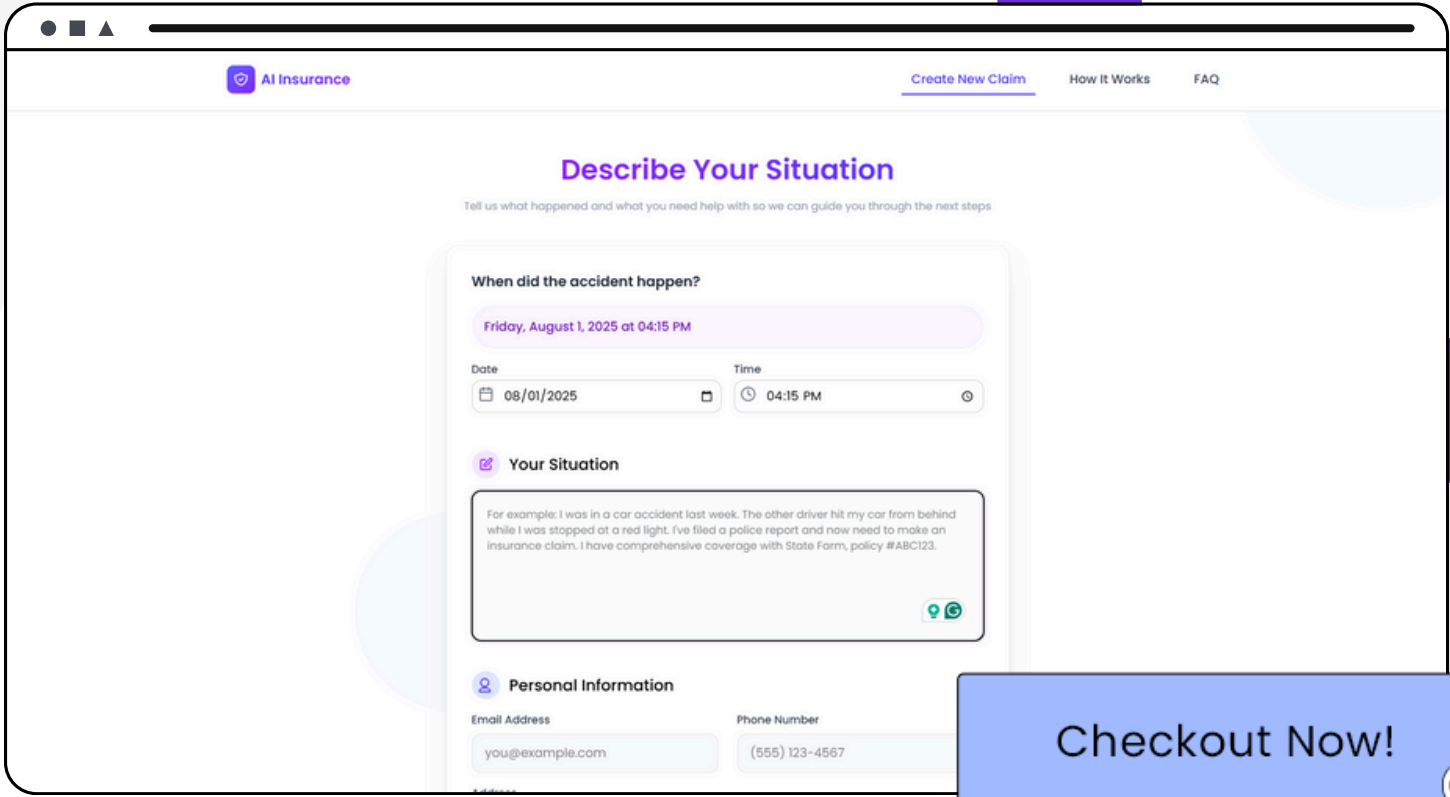 AI Insurance
Create New Claim
How It Works
FAQ
Describe Your Situation
Tell us what happened and what you need help with so we can guide you through the next steps
When did the accident happen?
Friday, August 1, 2025 at 04:15 PM
Date
Time
08/01/2025
04:15 PM
Your Situation
For example: I was in a car accident last week. The other driver hit my car from behind
while I was stopped at a red light. I've filed a police report and now need to make an
insurance claim. I have comprehensive coverage with State Farm, policy #ABC123.
Personal Information
Email Address
Phone Number
you@example.com
(555) 123-4567
Address
Checkout Now!